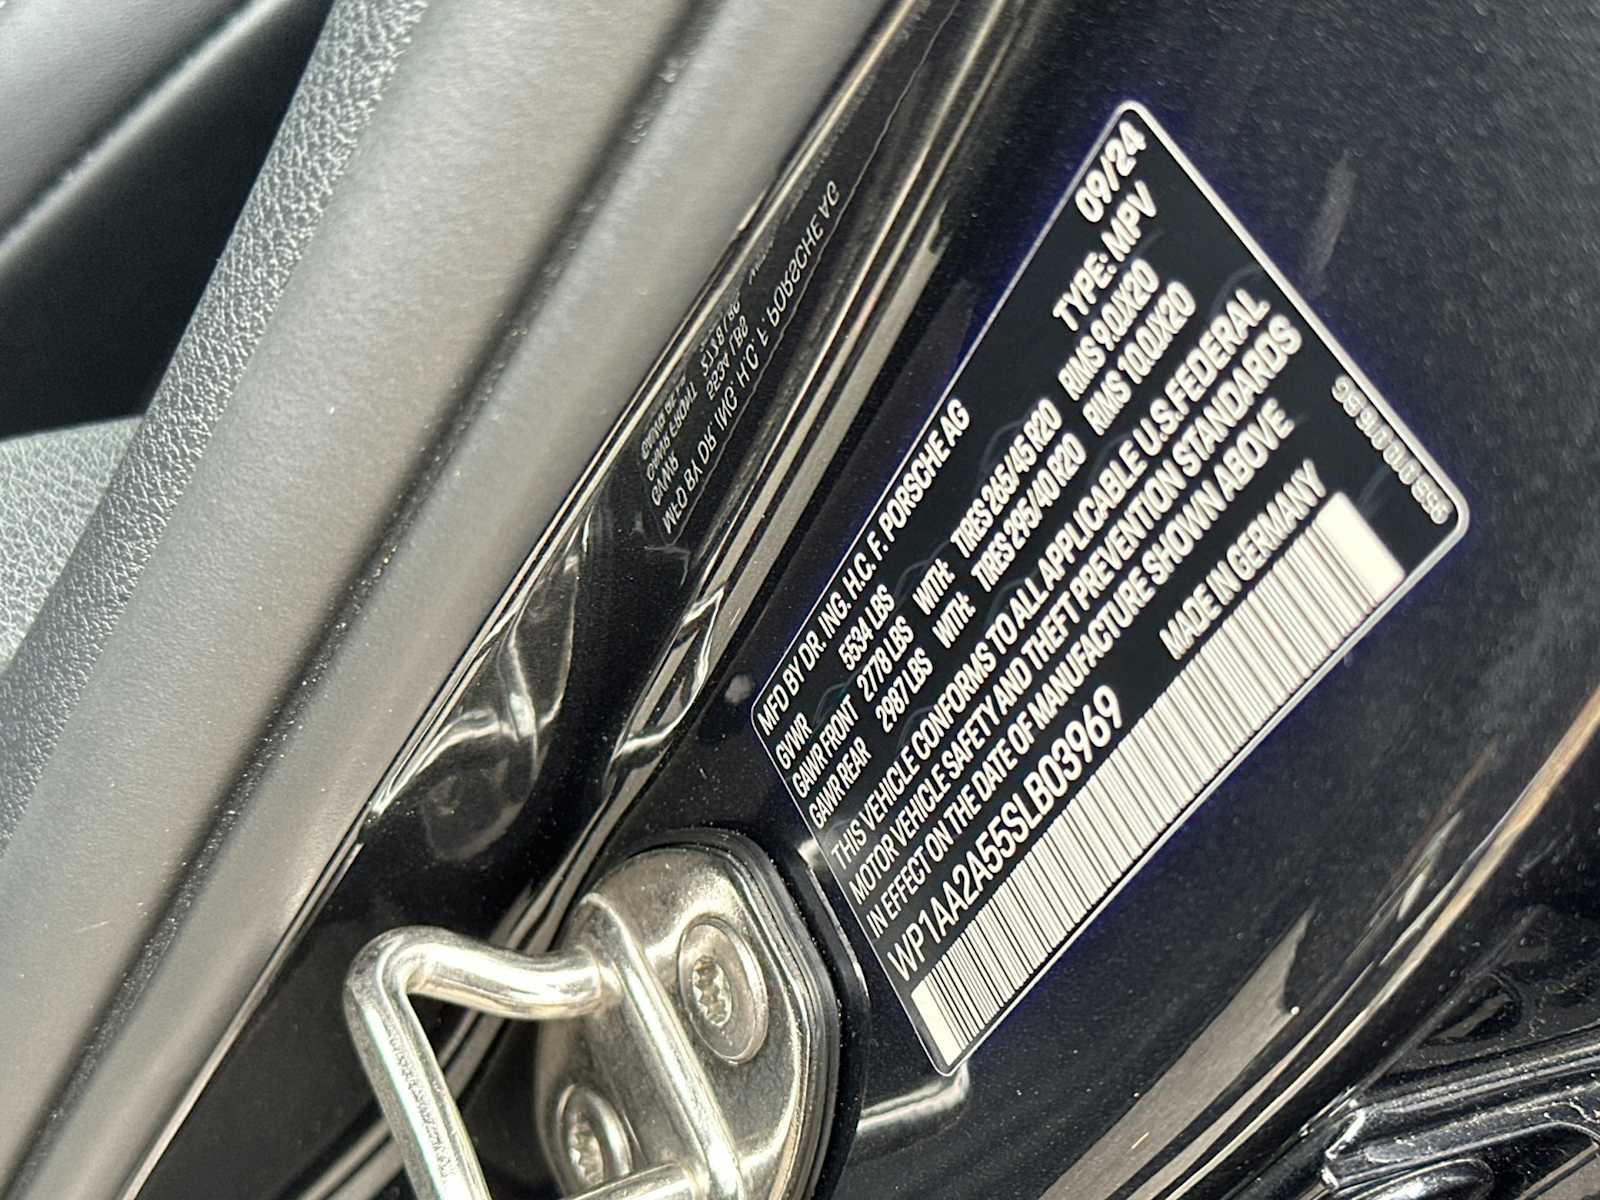 MFD BY DR. ING. H.C. F. PORSCHE AG 09/24
GVWR 5534 LBS TYPE: MPV
GAWR FRONT 2778 LBS WITH: TIRES 265/45 R20 RIMS 9.0JX20
GAWR REAR 2987 LBS WITH: TIRES 295/40 R20 RIMS 10.0JX20
THIS VEHICLE CONFORMS TO ALL APPLICABLE U.S.FEDERAL
MOTOR VEHICLE SAFETY AND THEFT PREVENTION STANDARDS
IN EFFECT ON THE DATE OF MANUFACTURE SHOWN ABOVE
WP1AA2A55SLB03969 MADE IN GERMANY